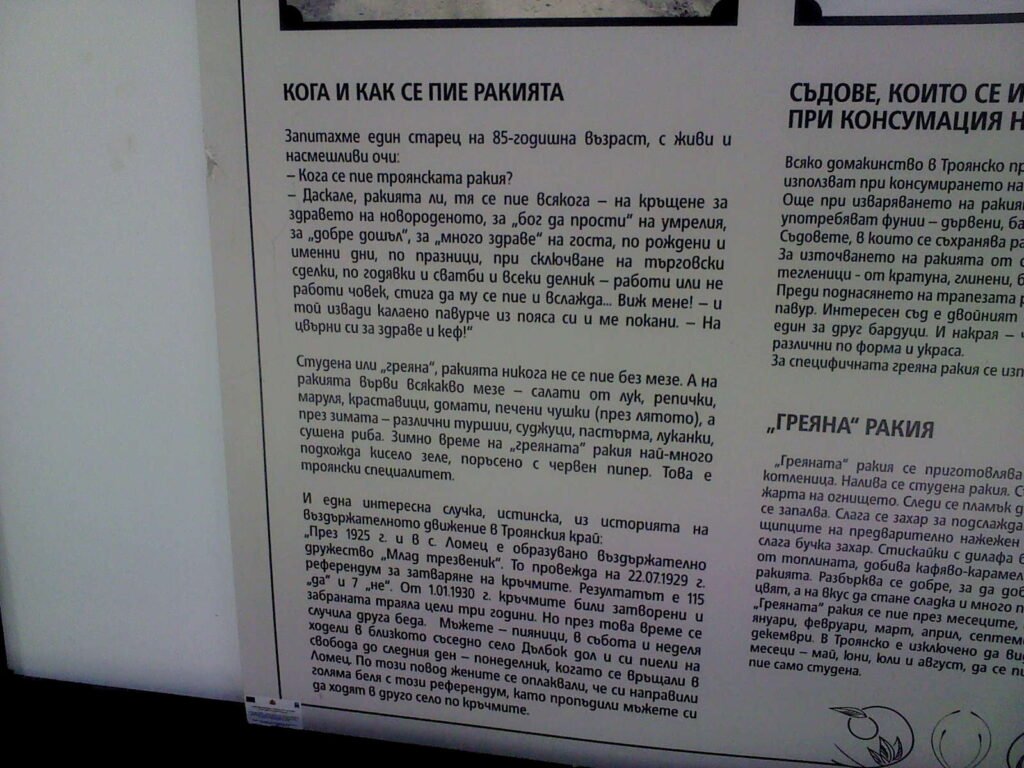 КОГА И КАК СЕ ПИЕ РАКИЯТА
Запитахме един старец на 85-годишна възраст, с живи и
насмешливи очи:
– Кога се пие троянската ракия?
– Даскале, ракията ли, тя се пие всякога – на кръщене за
здравето на новороденото, за „бог да прости“ на умрелия,
за „добре дошъл“, за „много здраве“ на госта, по рождени и
именни дни, по празници, при сключване на търговски
сделки, по годявки и сватби и всеки делник – работи или не
работи човек, стига да му се пие и вслажда... Виж мене! – и
той извади калаено павурче из пояса си и ме покани. – На
цвърни си за здраве и кеф!“
Студена или „греяна“, ракията никога не се пие без мезе. А на
ракията върви всякакво мезе – салати от лук, репички,
маруля, краставици, домати, печени чушки (през лятото), а
през зимата – различни туршии, суджуци, пастърма, луканки,
сушена риба. Зимно време на „греяната“ ракия най-много
подхожда кисело зеле, поръсено с червен пипер. Това е
троянски специалитет.
И една интересна случка, истинска, из историята на
въздържателното движение в Троянския край:
„През 1925 г. и в с. Ломец е образувано въздържателно
дружество „Млад трезвеник“. То провежда на 22.07.1929 г.
референдум за затваряне на кръчмите. Резултатът е 115
„да“ и 7 „не“. От 1.01.1930 г. кръчмите били затворени и
забраната траяла цели три години. Но през това време се
случила друга беда. Мъжете – пияници, в събота и неделя
ходели в близкото съседно село Дълбок дол и си пиели на
свобода до следния ден – понеделник, когато се връщали в
Ломец. По този повод жените се оплаквали, че си направили
голяма беля с този референдум, като пропъдили мъжете си
да ходят в друго село по кръчмите.
СЪДОВЕ, КОИТО СЕ И
ПРИ КОНСУМАЦИЯ Н
Всяко домакинство в Троянско пр
използват при консумирането на
Още при изваряването на ракия
употребяват фунии – дървени, ба
Съдовете, в които се съхранява ра
За източването на ракията от с
тегленици - от кратуна, глинени, б
Преди поднасянето на трапезата р
павур. Интересен съд е двойният
един за друг бардуци. И накрая – ч
различни по форма и украса.
За специфичната греяна ракия се изп
„ГРЕЯНА“ РАКИЯ
„Греяната“ ракия се приготовлява
котленица. Налива се студена ракия. С
жарта на огнището. Следи се пламък д
се запалва. Слага се захар за подслажда
щипците на предварително нажежен
слага бучка захар. Стискайки с дилафа б
от топлината, добива кафяво-карамел
ракията. Разбърква се добре, за да доб
цвят, а на вкус да стане сладка и много п
„Греяната“ ракия се пие през месеците,
януари, февруари, март, април, септем
декември. В Троянско е изключено да ви
месеци – май, юни, юли и август, да се пи
пие само студена.